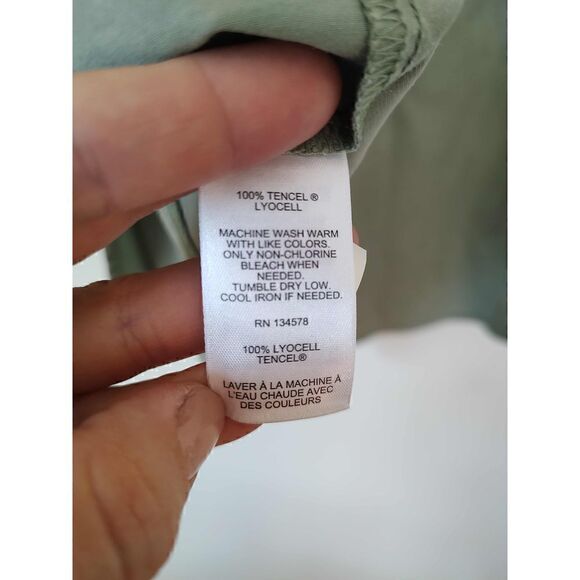 100% TENCEL ®
LYOCELL
MACHINE WASH WARM
WITH LIKE COLORS.
ONLY NON-CHLORINE
BLEACH WHEN
NEEDED.
TUMBLE DRY LOW.
COOL IRON IF NEEDED.
RN 134578
100% LYOCELL
TENCEL®
LAVER À LA MACHINE À
L'EAU CHAUDE AVEC
DES COULEURS